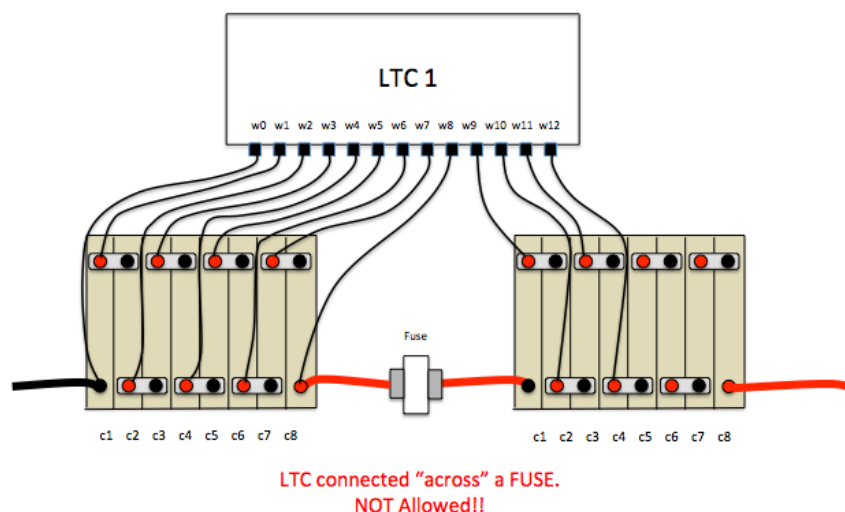 LTC 1
w0 w1 w2 w3 w4 w5 w6 w7 w8 w9 w10 w11 w12
Fuse
c1 c2 c3 c4 c5 c6 c7 c8 c1 c2 c3 c4 c5 c6 c7 c8
LTC connected “across” a FUSE.
NOT Allowed!!